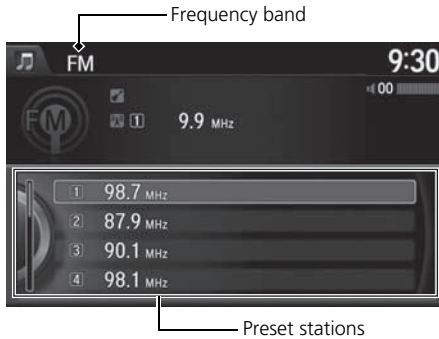 Frequency band
FM 9:30
00
FM
1 9.9 MHz
1 98.7 MHz
2 87.9 MHz
3 90.1 MHz
4 98.1 MHz
Preset stations